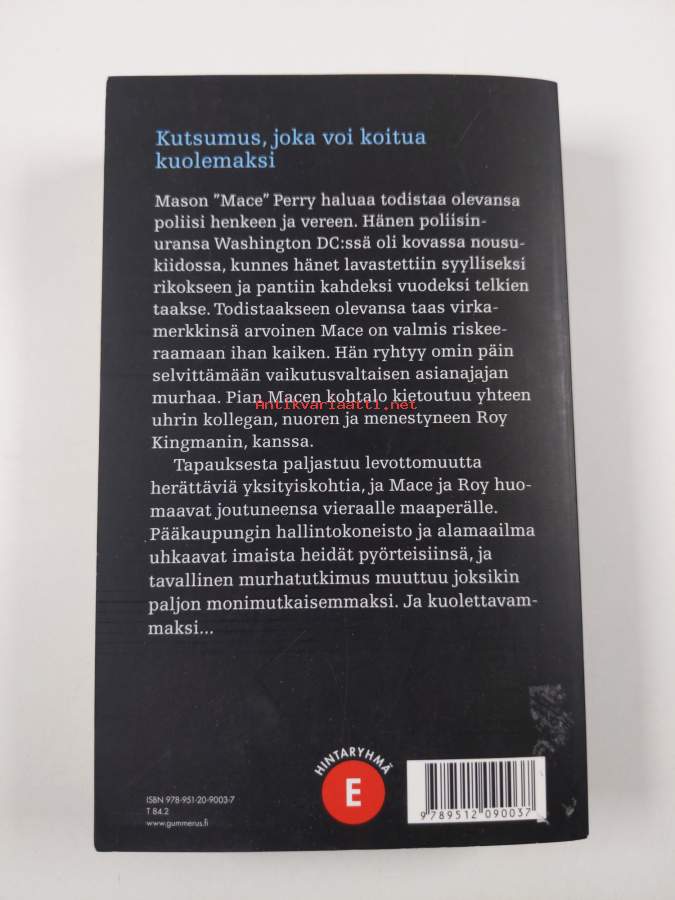 Kutsumus, joka voi koitua
kuolemaksi
Mason ”Mace” Perry haluaa todistaa olevansa
poliisi henkeen ja vereen. Hänen poliisin-
uransa Washington DC:ssä oli kovassa nousu-
kiidossa, kunnes hänet lavastettiin syylliseksi
rikokseen ja pantiin kahdeksi vuodeksi telkien
taakse. Todistaakseen olevansa taas virka-
merkkinsä arvoinen Mace on valmis riskee-
raamaan ihan kaiken. Hän ryhtyy omin päin
selvittämään vaikutusvaltaisen asianajajan
murhaa. Pian Macen kohtalo kietoutuu yhteen
Antikvariaatti.net
uhrin kollegan, nuoren ja menestyneen Roy
Kingmanin, kanssa.
Tapauksesta paljastuu levottomuutta
herättäviä yksityiskohtia, ja Mace ja Roy huo-
maavat joutuneensa vieraalle maaperälle.
Pääkaupungin hallintokoneisto ja alamaailma
uhkaavat imaista heidät pyörteisiinsä, ja
tavallinen murhatutkimus muuttuu joksikin
paljon monimutkaisemmaksi. Ja kuolettavam-
maksi...
HINTARYHMÄ
E
ISBN 978-951-20-9003-7
T 84.2
www.gummerus.fi
9 789512 090037